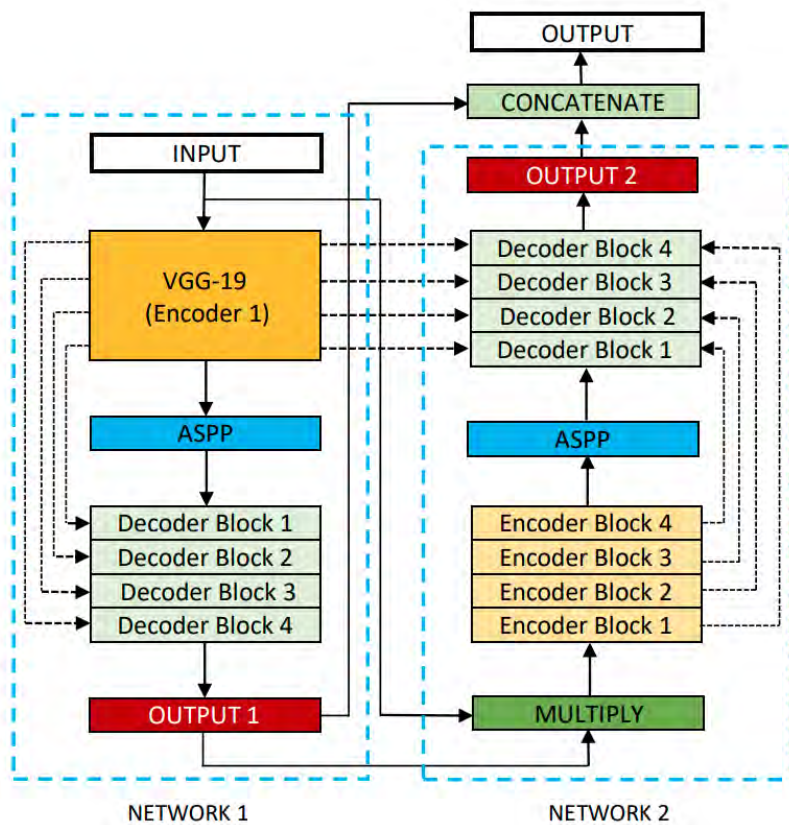 OUTPUT
CONCATENATE
INPUT
OUTPUT 2
VGG-19
(Encoder 1)
Decoder Block 4
Decoder Block 3
Decoder Block 2
Decoder Block 1
ASPP
ASPP
Decoder Block 1
Decoder Block 2
Decoder Block 3
Decoder Block 4
Encoder Block 4
Encoder Block 3
Encoder Block 2
Encoder Block 1
OUTPUT 1
MULTIPLY
NETWORK 1
NETWORK 2